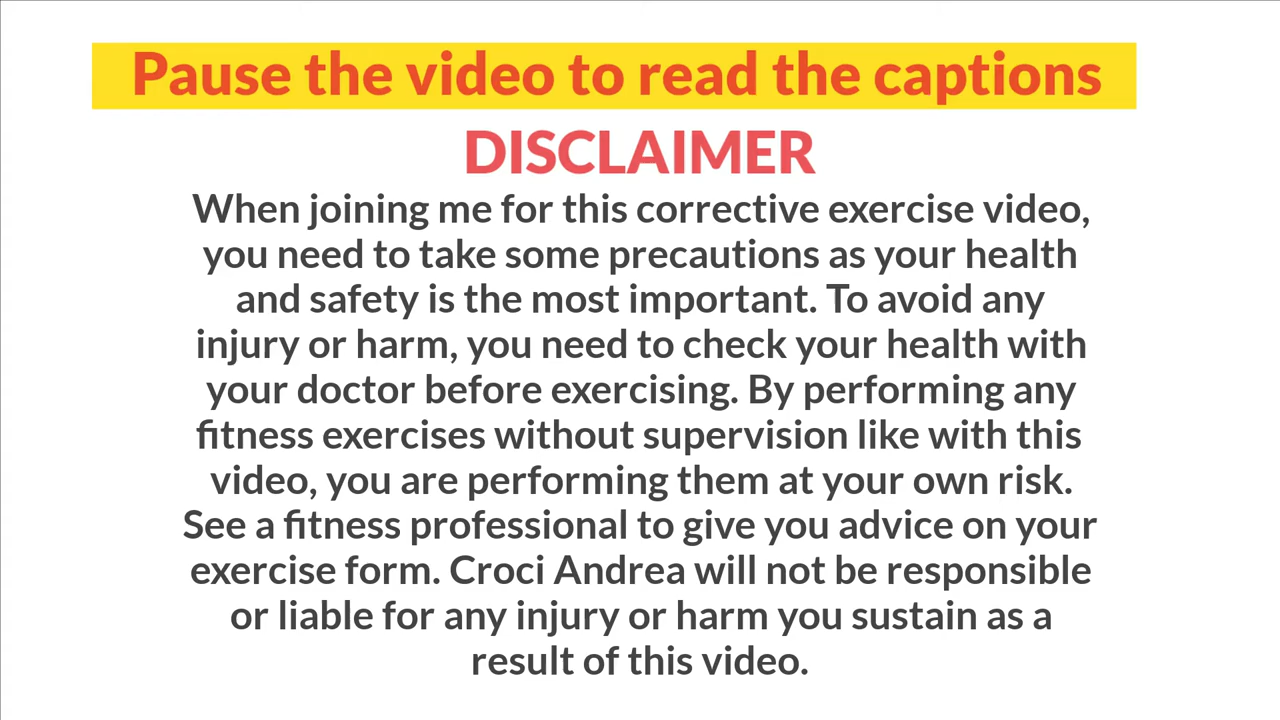 Pause the video to read the captions
DISCLAIMER
When joining me for this corrective exercise video,
you need to take some precautions as your health
and safety is the most important. To avoid any
injury or harm, you need to check your health with
your doctor before exercising. By performing any
fitness exercises without supervision like with this
video, you are performing them at your own risk.
See a fitness professional to give you advice on your
exercise form. Croci Andrea will not be responsible
or liable for any injury or harm you sustain as a
result of this video.